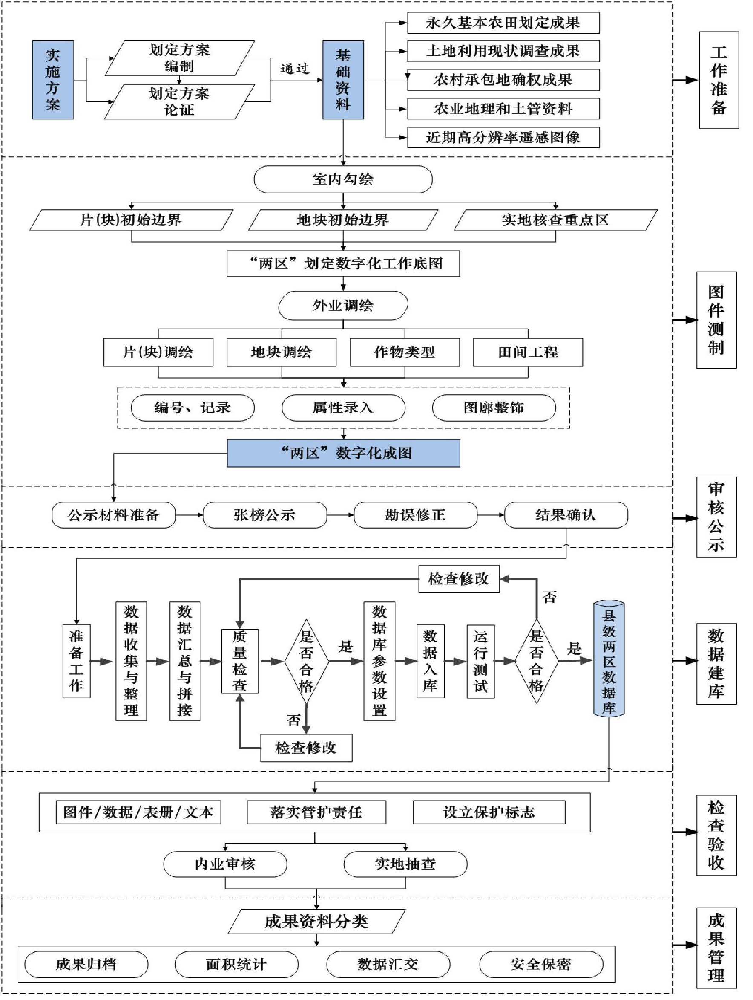 实施方案
划定方案
编制
划定方案
论证
通过
基础资料
永久基本农田划定成果
土地利用现状调查成果
农村承包地确权成果
农业地理和土管资料
近期高分辨率遥感图像
工作准备
室内勾绘
片(块)初始边界
地块初始边界
实地核查重点区
“两区”划定数字化工作底图
外业调绘
片(块)调绘
地块调绘
作物类型
田间工程
编号、记录
属性录入
图廓整饰
“两区”数字化成图
图件测制
公示材料准备
张榜公示
勘误修正
结果确认
审核公示
检查修改
否
准备工作
数据收集与整理
数据汇总与拼接
质量检查
是否合格
是
数据库参数设置
数据入库
运行测试
是否合格
是
县级两区数据库
否
检查修改
数据建库
图件/数据/表册/文本
落实管护责任
设立保护标志
内业审核
实地抽查
检查验收
成果资料分类
成果归档
面积统计
数据汇交
安全保密
成果管理